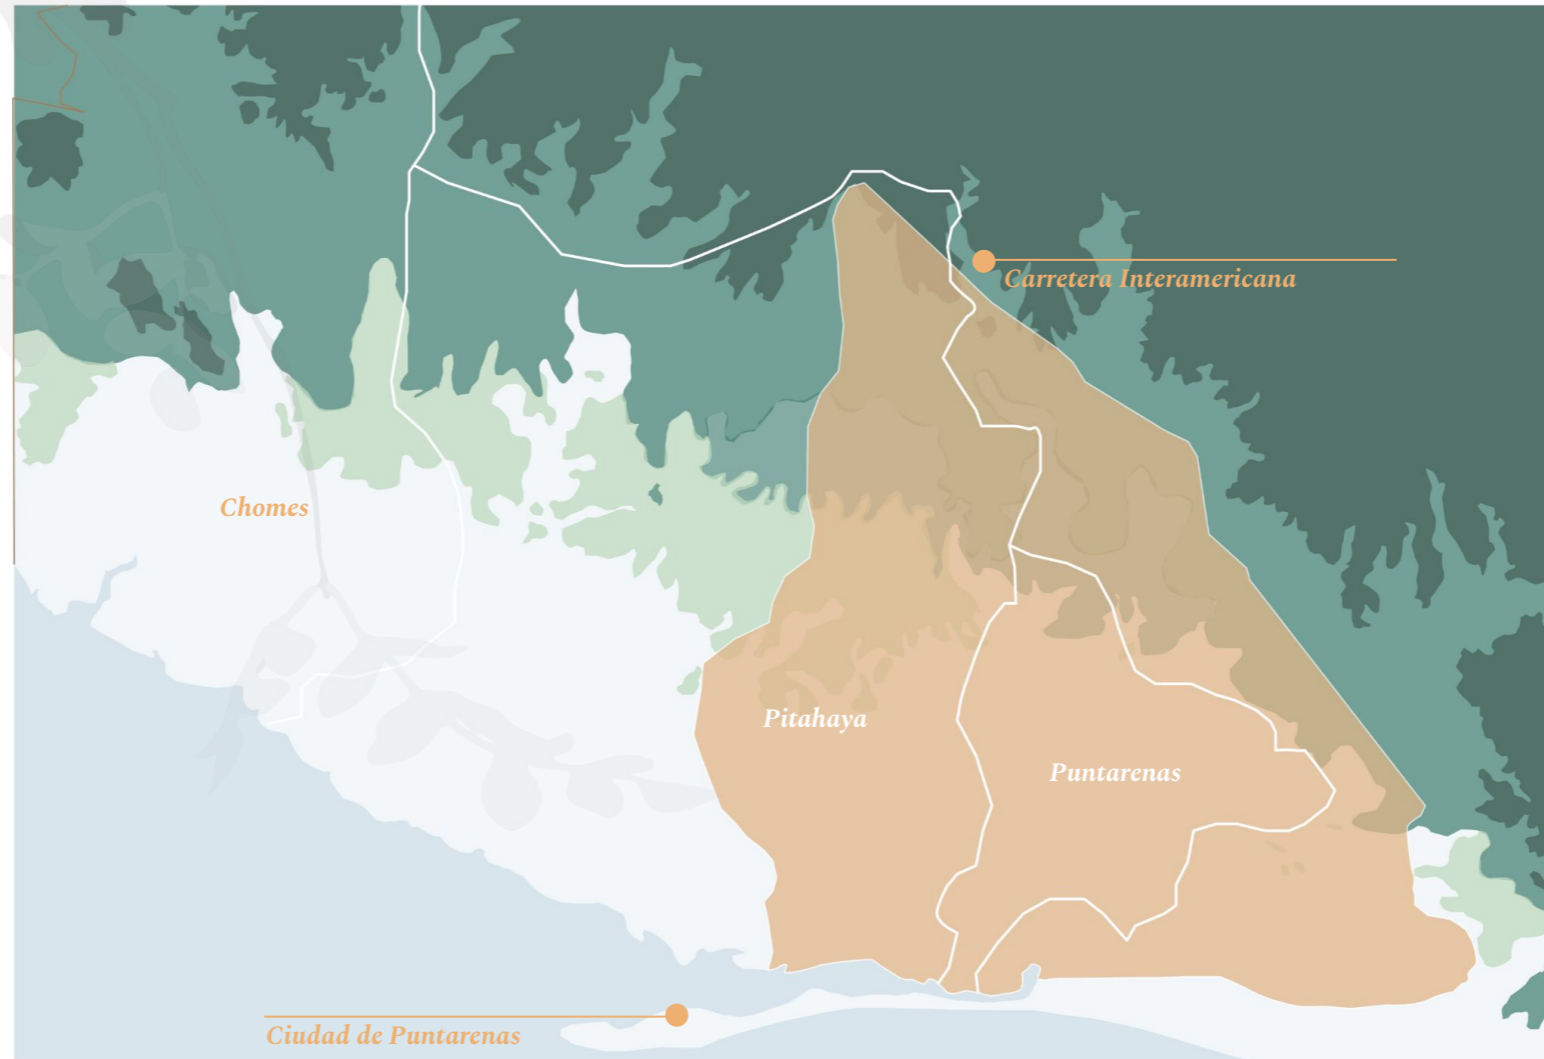 Carretera Interamericana
Chomes
Pitahaya
Puntarenas
Ciudad de Puntarenas